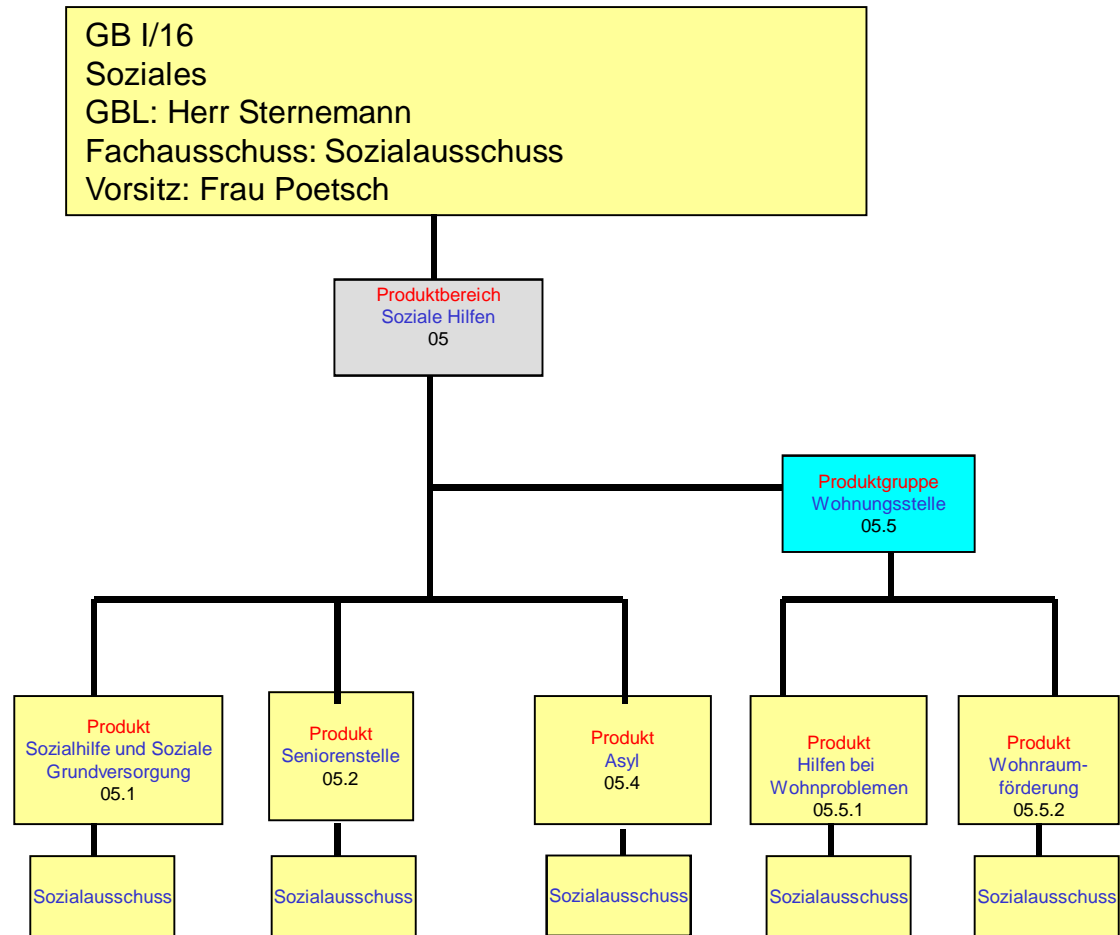 GB I/16
Soziales
GBL: Herr Sternemann
Fachausschuss: Sozialausschuss
Vorsitz: Frau Poetsch
Produktbereich
Soziale Hilfen
05
Produktgruppe
Wohnungsstelle
05.5
Produkt
Sozialhilfe und Soziale
Grundversorgung
05.1
Produkt
Seniorenstelle
05.2
Produkt
Asyl
05.4
Produkt
Hilfen bei
Wohnproblemen
05.5.1
Produkt
Wohnraum-
förderung
05.5.2
Sozialausschuss
Sozialausschuss
Sozialausschuss
Sozialausschuss
Sozialausschuss